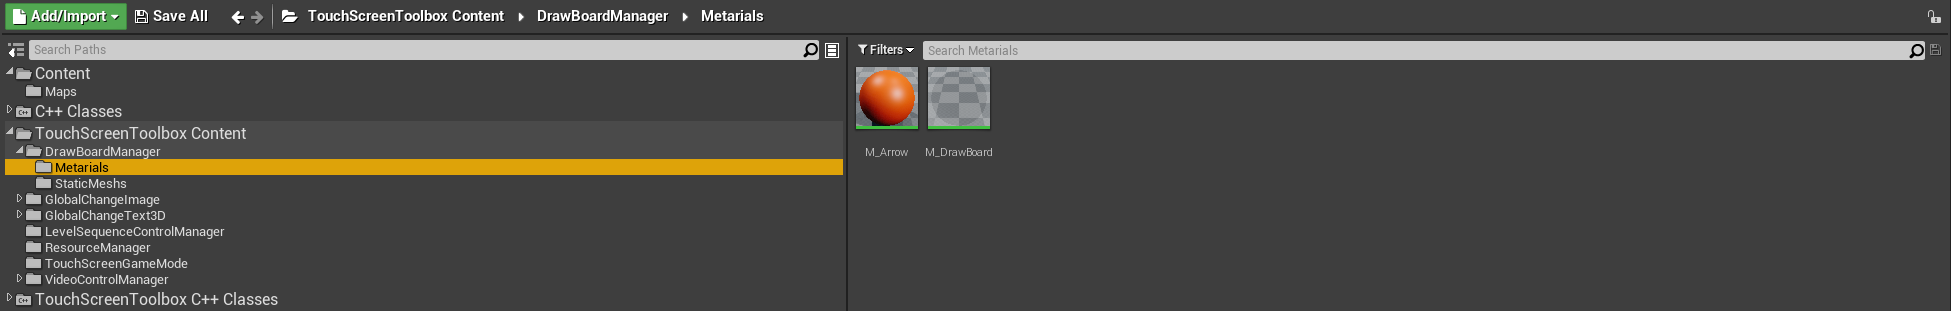 Add/Import Save All TouchScreenToolbox Content DrawBoardManager Metarials
Search Paths
Content
Maps
C++ Classes
TouchScreenToolbox Content
DrawBoardManager
Metarials
StaticMeshs
GlobalChangeImage
GlobalChangeText3D
LevelSequenceControlManager
ResourceManager
TouchScreenGameMode
VideoControlManager
TouchScreenToolbox C++ Classes
Filters Search Metarials
M_Arrow M_DrawBoard